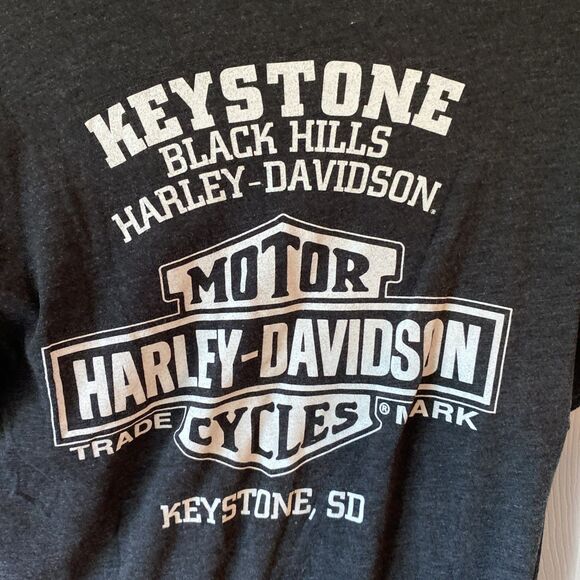 KEYSTONE
BLACK HILLS
HARLEY-DAVIDSON®
MOTOR
HARLEY-DAVIDSON
TRADE CYCLES ® MARK
KEYSTONE, SD